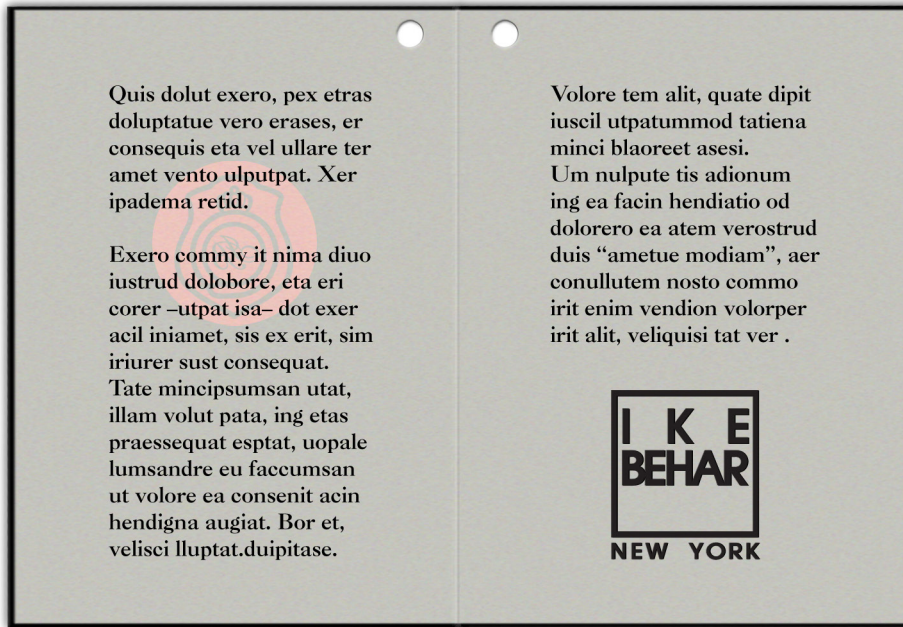 Quis dolut exero, pex etras
doluptatue vero erases, er
consequis eta vel ullare ter
amet vento ulputpat. Xer
ipadema retid.
Exero commy it nima diuo
iustrud dolobore, eta eri
corer –utpat isa– dot exer
acil iniamet, sis ex erit, sim
iriurer sust consequat.
Tate mincipsumsan utat,
illam volut pata, ing etas
praessequat esptat, uopale
lumsandre eu faccumsan
ut volore ea consenit acin
hendigna augiat. Bor et,
velisci lluptat.duipitase.
Volore tem alit, quate dipit
iuscil utpatummod tatiena
minci blaoreet asesi.
Um nulpute tis adionum
ing ea facin hendiatio od
dolorero ea atem verostrud
duis “ametue modiam”, aer
conullutem nosto commo
irit enim vendion volorper
irit alit, veliquisi tat ver .
IKE
BEHAR
NEW YORK